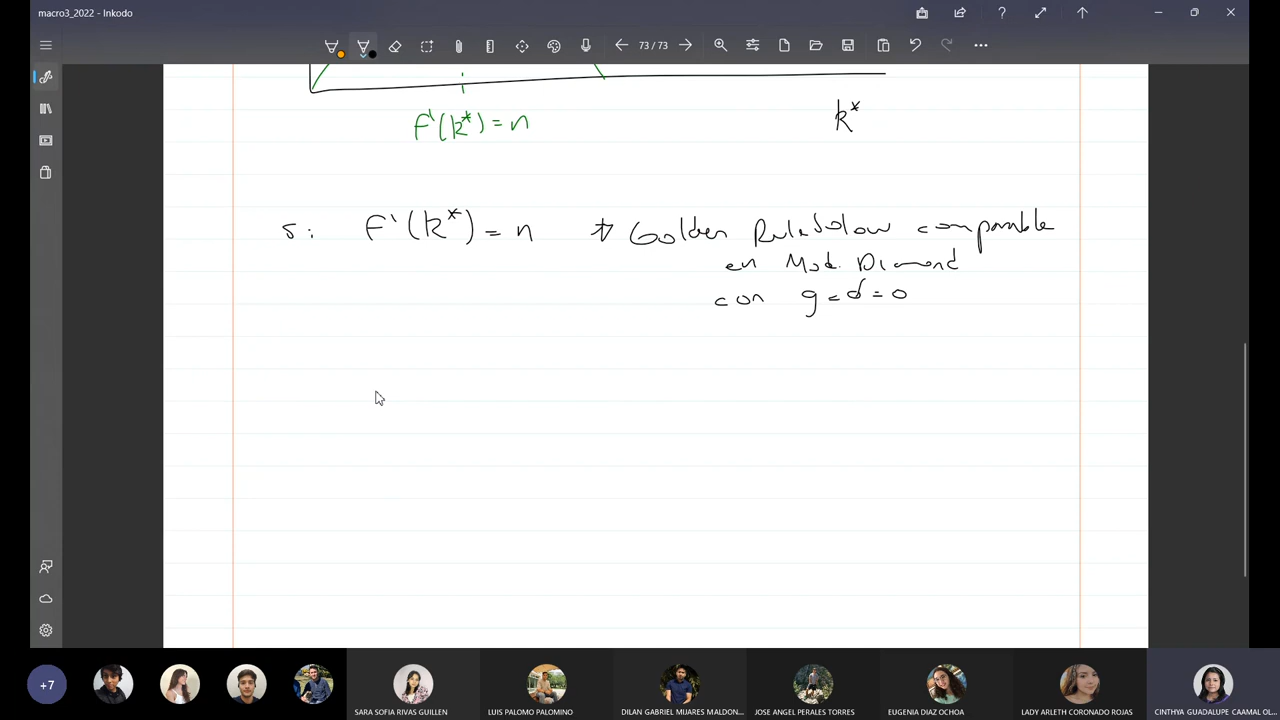 macro3_2022 - Inkodo
73 / 73
f'(k*) = n
k*
s: f'(k*) = n * Golden Rule Solow comparable
en Mod. Diamond
con g = δ = 0
+7
SARA SOFIA RIVAS GUILLEN
LUIS PALOMO PALOMINO
DILAN GABRIEL MIJARES MALDON...
JOSE ANGEL PERALES TORRES
EUGENIA DIAZ OCHOA
LADY ARLETH CORONADO ROJAS
CINTHYA GUADALUPE CAAMAL OL...